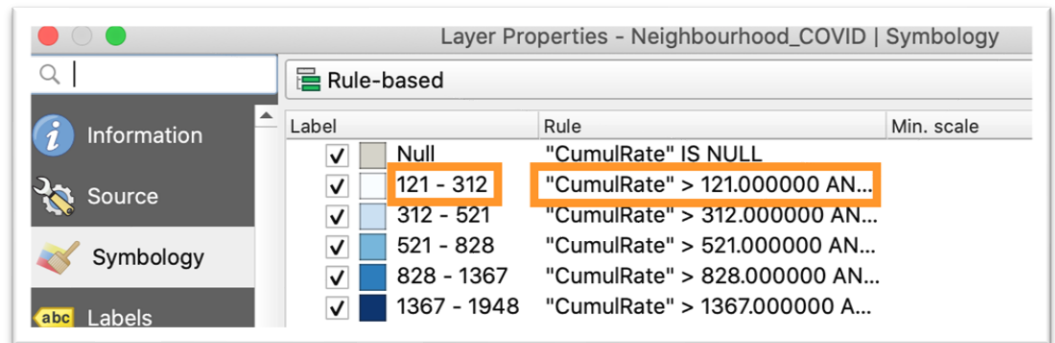 Layer Properties - Neighbourhood_COVID | Symbology
Rule-based
Information
Source
Symbology
abc Labels
Label Rule Min. scale
Null "CumulRate" IS NULL
121 - 312 "CumulRate" > 121.000000 AN...
312 - 521 "CumulRate" > 312.000000 AN...
521 - 828 "CumulRate" > 521.000000 AN...
828 - 1367 "CumulRate" > 828.000000 AN...
1367 - 1948 "CumulRate" > 1367.000000 A...